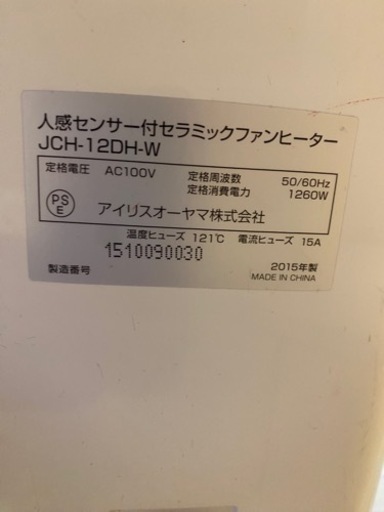 人感センサー付セラミックファンヒーター
JCH-12DH-W
定格電圧 AC100V 定格周波数 50/60Hz
定格消費電力 1260W
PS
E
アイリスオーヤマ株式会社
温度ヒューズ 121℃ 電流ヒューズ 15A
1510090030
製造番号 2015年製
MADE IN CHINA